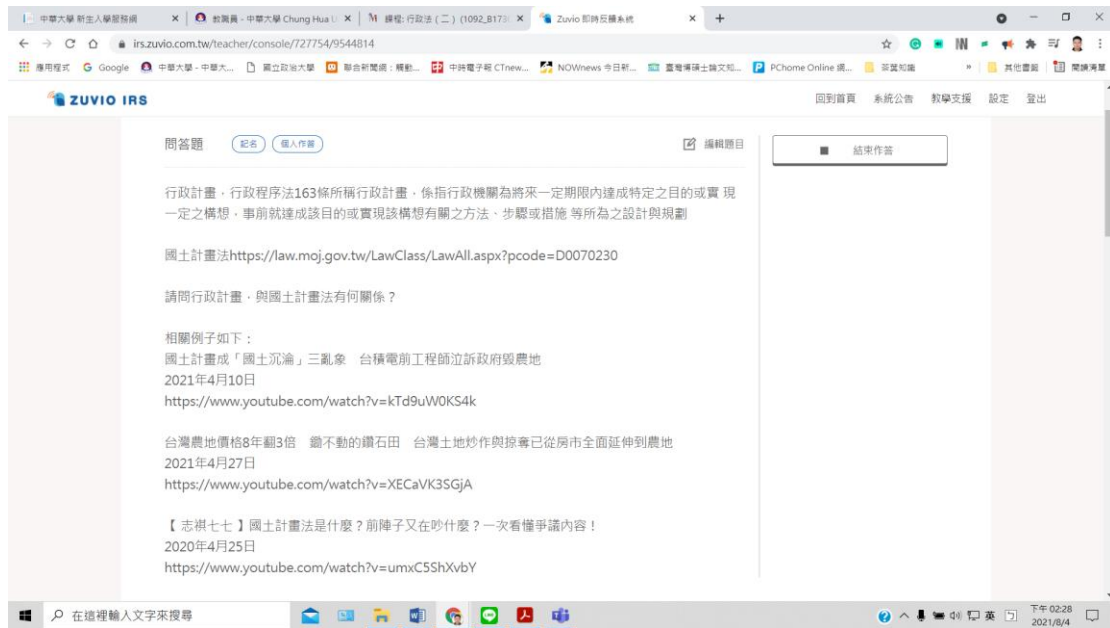 中華大學 新生人學服務網
教職員 - 中華大學 Chung Hua U
課程: 行政法 ( 二 ) (1092_B173
Zuvio 即時反饋系統
irs.zuvio.com.tw/teacher/console/727754/9544814
應用程式
Google
中華大學 - 中華大...
國立政治大學
聯合新聞網：觸動...
中時電子報 CTnew...
NOWnews 今日新...
臺灣博碩士論文知...
PChome Online 網...
茶葉知識
»
其他書籤
閱讀清單
ZUVIO IRS
回到首頁 系統公告 教學支援 設定 登出
問答題 記名 個人作答 編輯題目
結束作答
行政計畫，行政程序法163條所稱行政計畫，係指行政機關為將來一定期限內達成特定之目的或實 現
一定之構想，事前就達成該目的或實現該構想有關之方法、步驟或措施 等所為之設計與規劃
國土計畫法https://law.moj.gov.tw/LawClass/LawAll.aspx?pcode=D0070230
請問行政計畫，與國土計畫法有何關係？
相關例子如下：
國土計畫成「國土沉淪」三亂象 台積電前工程師泣訴政府毀農地
2021年4月10日
https://www.youtube.com/watch?v=kTd9uW0KS4k
台灣農地價格8年翻3倍 鋤不動的鑽石田 台灣土地炒作與掠奪已從房市全面延伸到農地
2021年4月27日
https://www.youtube.com/watch?v=XECaVK3SGjA
【 志祺七七 】國土計畫法是什麼？前陣子又在吵什麼？一次看懂爭議內容！
2020年4月25日
https://www.youtube.com/watch?v=umxC5ShXvbY
在這裡輸入文字來搜尋
英
下午 02:28
2021/8/4